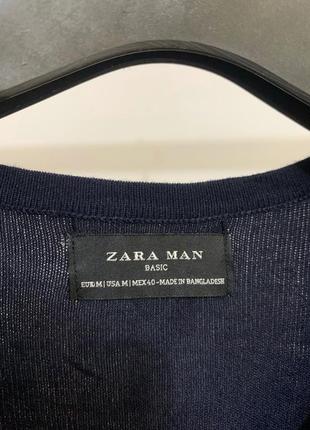 ZARA MAN
BASIC
EUR M | USA M | MEX 40 - MADE IN BANGLADESH